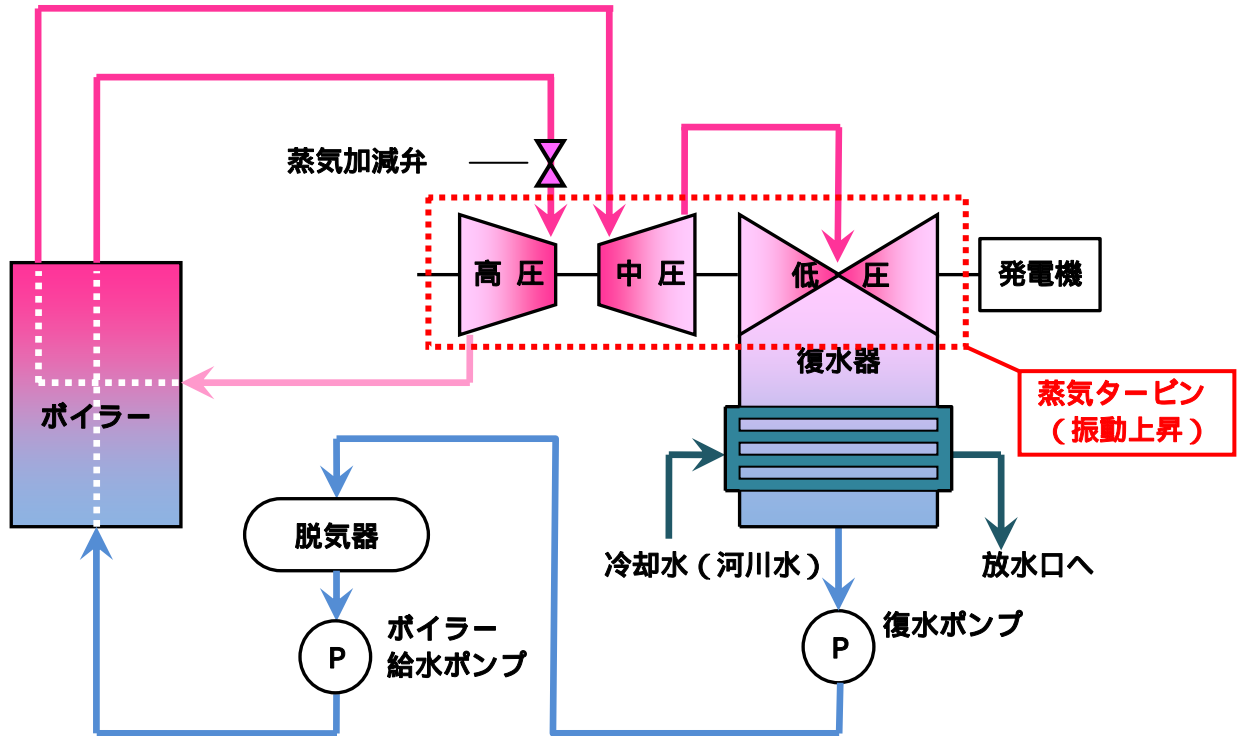 蒸気加減弁
高 圧
中 圧
低 圧
発電機
復水器
蒸気タービン
（振動上昇）
ボイラー
脱気器
冷却水（河川水）
放水口へ
P
ボイラー
給水ポンプ
P
復水ポンプ